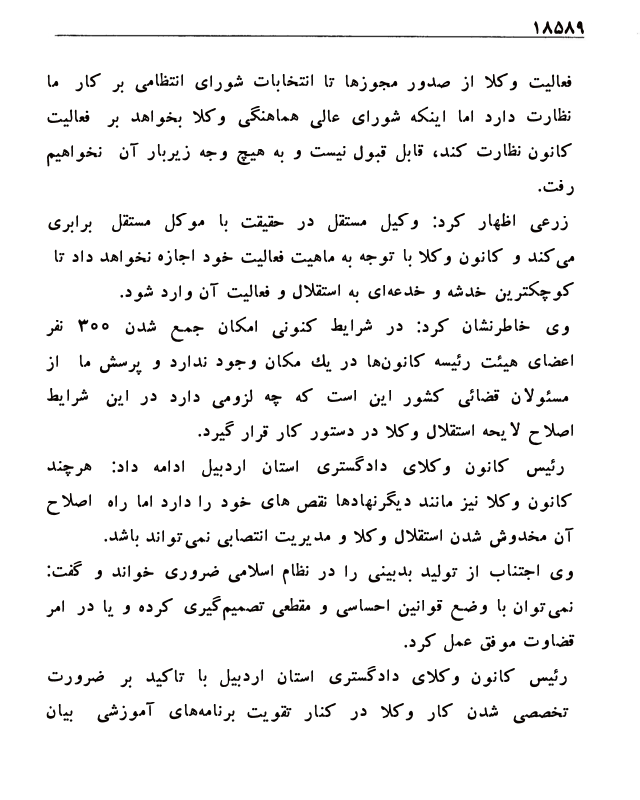 ۱۸۵۸۹
فعالیت وکلا از صدور مجوزها تا انتخابات شورای انتظامی بر کار ما
نظارت دارد اما اینکه شورای عالی هماهنگی وکلا بخواهد بر فعالیت
کانون نظارت کند، قابل قبول نیست و به هیچ وجه زیربار آن نخواهیم
رفت.
زرعی اظهار کرد: وکیل مستقل در حقیقت با موکل مستقل برابری
می‌کند و کانون وکلا با توجه به ماهیت فعالیت خود اجازه نخواهد داد تا
کوچکترین خدشه و خدعه‌ای به استقلال و فعالیت آن وارد شود.
وی خاطرنشان کرد: در شرایط کنونی امکان جمع شدن ۳۰۰ نفر
اعضای هیئت رئیسه کانون‌ها در یك مکان وجود ندارد و پرسش ما از
مسئولان قضائی کشور این است که چه لزومی دارد در این شرایط
اصلاح لایحه استقلال وکلا در دستور کار قرار گیرد.
رئیس کانون وکلای دادگستری استان اردبیل ادامه داد: هرچند
کانون وکلا نیز مانند دیگرنهادها نقص های خود را دارد اما راه اصلاح
آن مخدوش شدن استقلال وکلا و مدیریت انتصابی نمی‌تواند باشد.
وی اجتناب از تولید بدبینی را در نظام اسلامی ضروری خواند و گفت:
نمی‌توان با وضع قوانین احساسی و مقطعی تصمیم‌گیری کرده و یا در امر
قضاوت موفق عمل کرد.
رئیس کانون وکلای دادگستری استان اردبیل با تاکید بر ضرورت
تخصصی شدن کار وکلا در کنار تقویت برنامه‌های آموزشی بیان